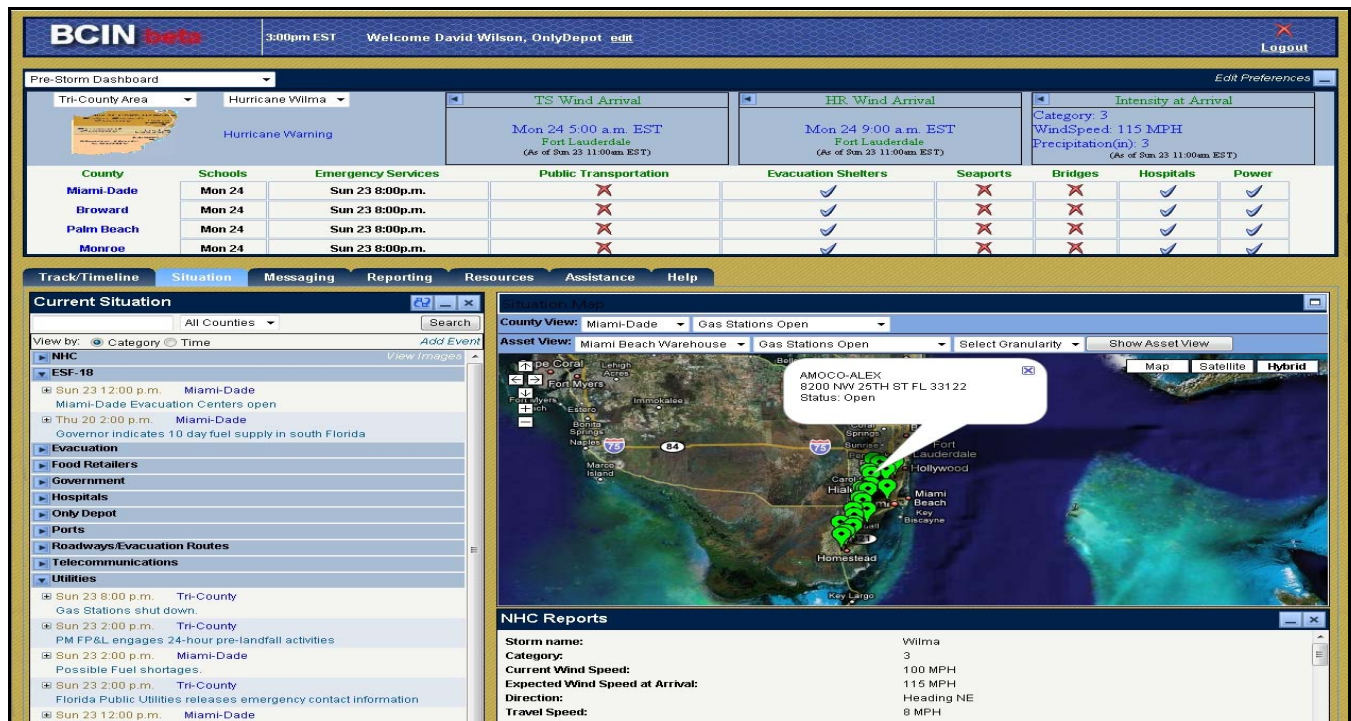 BCIN beta
3:00pm EST
Welcome David Wilson, OnlyDepot edit
Logout
Pre-Storm Dashboard
Edit Preferences
Tri-County Area
Hurricane Wilma
Hurricane Warning
TS Wind Arrival
Mon 24 5:00 a.m. EST
Fort Lauderdale
(As of Sun 23 11:00am EST)
HR Wind Arrival
Mon 24 9:00 a.m. EST
Fort Lauderdale
(As of Sun 23 11:00am EST)
Intensity at Arrival
Category: 3
WindSpeed: 115 MPH
Precipitation(in): 3
(As of Sun 23 11:00am EST)
County Schools Emergency Services Public Transportation Evacuation Shelters Seaports Bridges Hospitals Power
Miami-Dade Mon 24 Sun 23 8:00p.m.
Broward Mon 24 Sun 23 8:00p.m.
Palm Beach Mon 24 Sun 23 8:00p.m.
Monroe Mon 24 Sun 23 8:00p.m.
Track/Timeline Situation Messaging Reporting Resources Assistance Help
Current Situation
All Counties
Search
View by: Category Time
Add Event
NHC
View Images
ESF-18
Sun 23 12:00 p.m. Miami-Dade
Miami-Dade Evacuation Centers open
Thu 20 2:00 p.m. Miami-Dade
Governor indicates 10 day fuel supply in south Florida
Evacuation
Food Retailers
Government
Hospitals
Only Depot
Ports
Roadways/Evacuation Routes
Telecommunications
Utilities
Sun 23 8:00 p.m. Tri-County
Gas Stations shut down.
Sun 23 2:00 p.m. Tri-County
PM FP&L engages 24-hour pre-landfall activities
Sun 23 2:00 p.m. Miami-Dade
Possible Fuel shortages.
Sun 23 2:00 p.m. Tri-County
Florida Public Utilities releases emergency contact information
Sun 23 12:00 p.m. Miami-Dade
Situation Map
County View: Miami-Dade Gas Stations Open
Asset View: Miami Beach Warehouse Gas Stations Open Select Granularity Show Asset View
Map Satellite Hybrid
AMOCO-ALEX
8200 NW 25TH ST FL 33122
Status: Open
pe Coral
Lehigh
Acres
Fort Myers
Immokalee
Estero
Bonita
Springs
Naples
75
84
75
Marco
Island
Springs
Sunrise
Fort
Lauderdale
Hollywood
Carol
Hial
Miami
Beach
Key
Biscayne
Homestead
Key Largo
NHC Reports
Storm name: Wilma
Category: 3
Current Wind Speed: 100 MPH
Expected Wind Speed at Arrival: 115 MPH
Direction: Heading NE
Travel Speed: 8 MPH